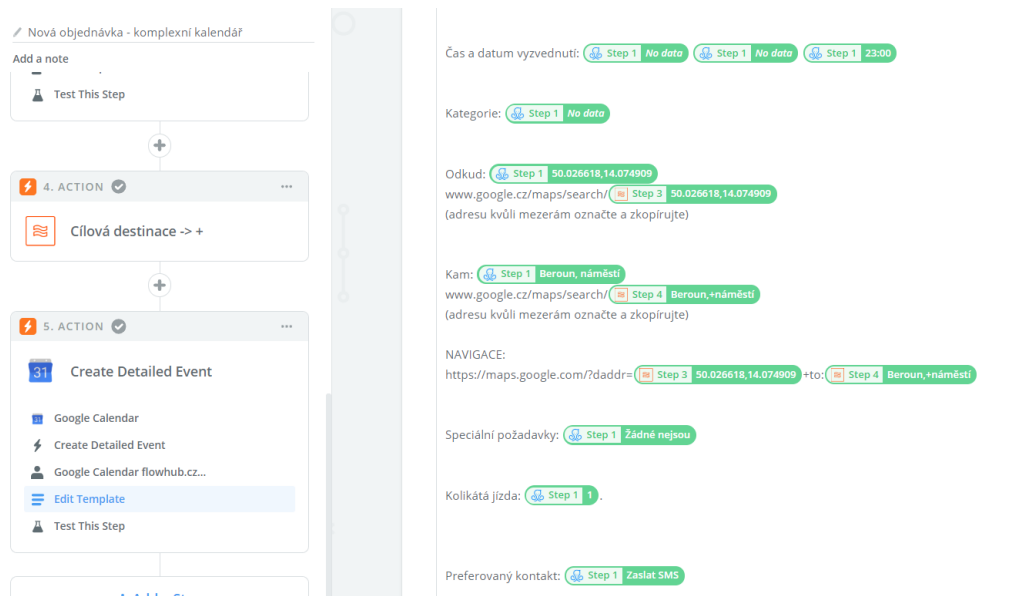 Nová objednávka - komplexní kalendář
Add a note
Test This Step
4. ACTION
Cílová destinace -> +
5. ACTION
31 Create Detailed Event
31 Google Calendar
Create Detailed Event
Google Calendar flowhub.cz...
Edit Template
Test This Step
Čas a datum vyzvednutí: Step 1 No data Step 1 No data Step 1 23:00
Kategorie: Step 1 No data
Odkud: Step 1 50.026618,14.074909
www.google.cz/maps/search/ Step 3 50.026618,14.074909
(adresu kvůli mezerám označte a zkopírujte)
Kam: Step 1 Beroun, náměstí
www.google.cz/maps/search/ Step 4 Beroun,+náměstí
(adresu kvůli mezerám označte a zkopírujte)
NAVIGACE:
https://maps.google.com/?daddr= Step 3 50.026618,14.074909 +to: Step 4 Beroun,+náměstí
Speciální požadavky: Step 1 Žádné nejsou
Kolikátá jízda: Step 1 1 .
Preferovaný kontakt: Step 1 Zaslat SMS